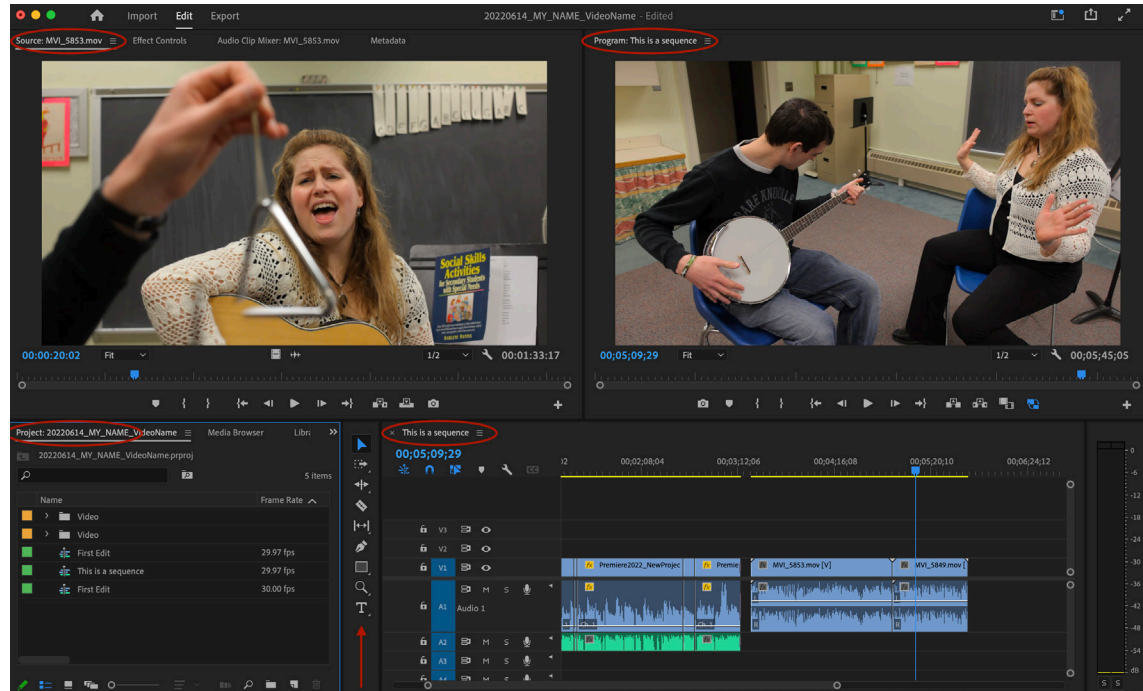 Import Edit Export 20220614_MY_NAME_VideoName - Edited
Source: MVI_5853.mov Effect Controls Audio Clip Mixer: MVI_5853.mov Metadata
Program: This is a sequence
Social Skills
Activities
for Secondary Students
with Special Needs
00:00:20:02 Fit 1/2 00:01:33:17
00;05;09;29 Fit 1/2 00;05;45;05
Project: 20220614_MY_NAME_VideoName Media Browser
20220614_MY_NAME_VideoName.prproj
5 items
Name Frame Rate
Video
Video
First Edit 29.97 fps
This is a sequence 29.97 fps
First Edit 30.00 fps
T
× This is a sequence
00;05;09;29
00;02;08;04 00;03;12;06 00;04;16;08 00;05;20;10 00;06;24;12
V3
V2
V1 fx Premiere2022_NewProjec fx Premie fx MVI_5853.mov [V] fx MVI_5849.mov [
M S
A1 Audio 1
A2 M S
A3 M S
0
-6
-12
-18
-24
-30
-36
-42
-48
-54
dB
S S